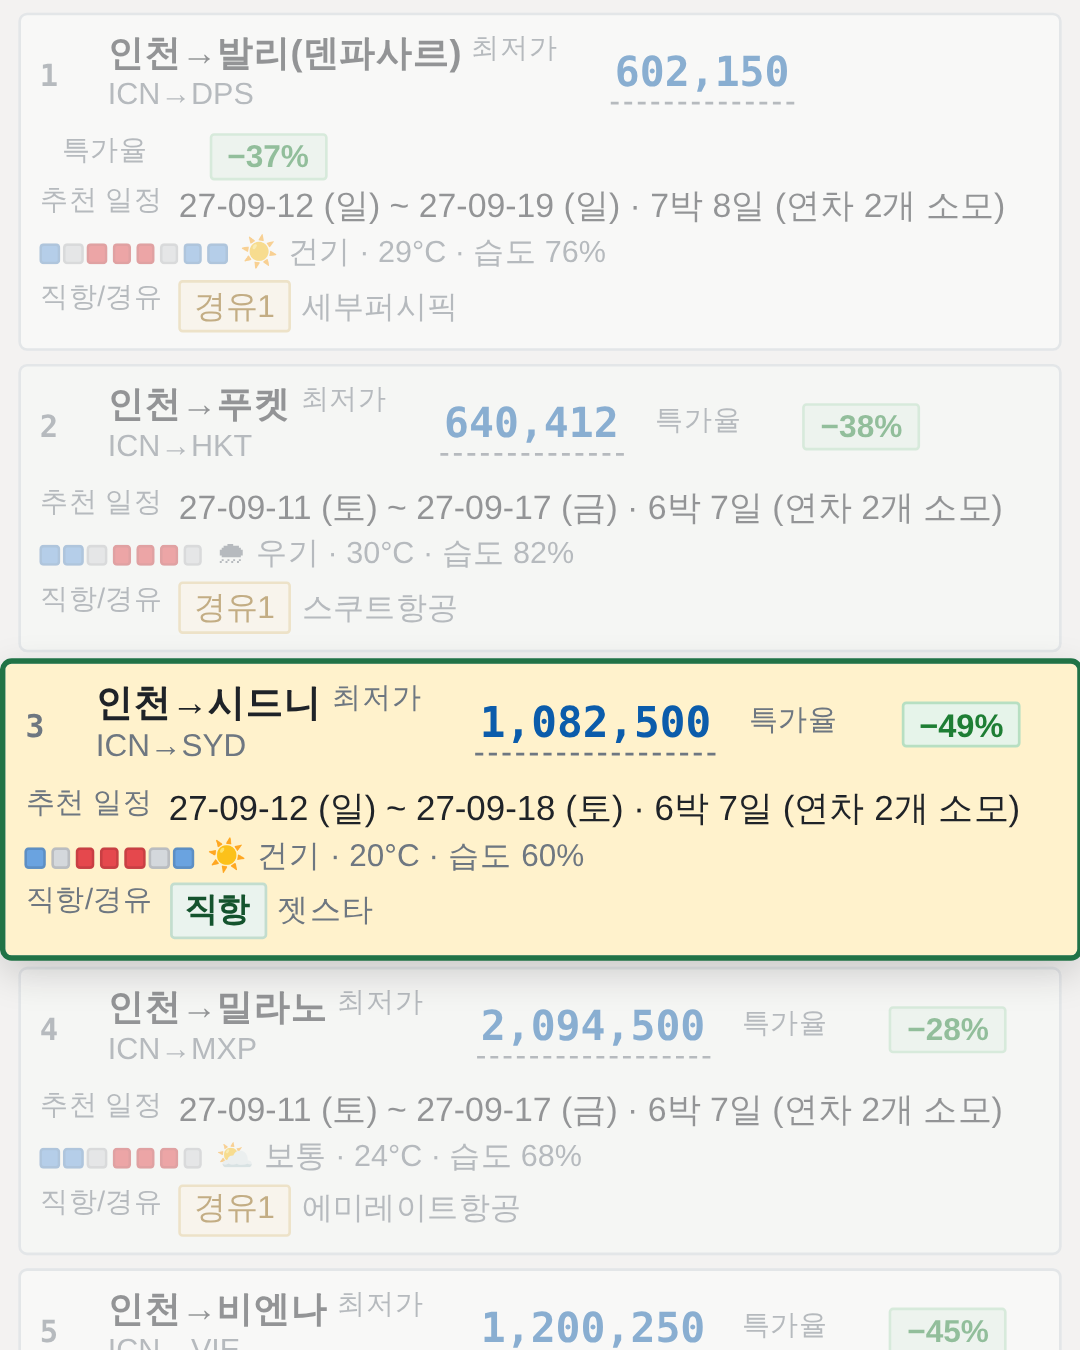 1 인천→발리(덴파사르) 최저가 602,150
ICN→DPS
특가율 −37%
추천 일정 27-09-12 (일) ~ 27-09-19 (일) · 7박 8일 (연차 2개 소모)
건기 · 29°C · 습도 76%
직항/경유 경유1 세부퍼시픽
2 인천→푸켓 최저가 640,412 특가율 −38%
ICN→HKT
추천 일정 27-09-11 (토) ~ 27-09-17 (금) · 6박 7일 (연차 2개 소모)
우기 · 30°C · 습도 82%
직항/경유 경유1 스쿠트항공
3 인천→시드니 최저가 1,082,500 특가율 −49%
ICN→SYD
추천 일정 27-09-12 (일) ~ 27-09-18 (토) · 6박 7일 (연차 2개 소모)
건기 · 20°C · 습도 60%
직항/경유 직항 젯스타
4 인천→밀라노 최저가 2,094,500 특가율 −28%
ICN→MXP
추천 일정 27-09-11 (토) ~ 27-09-17 (금) · 6박 7일 (연차 2개 소모)
보통 · 24°C · 습도 68%
직항/경유 경유1 에미레이트항공
5 인천→비엔나 최저가 1,200,250 특가율 −45%
ICN→VIE